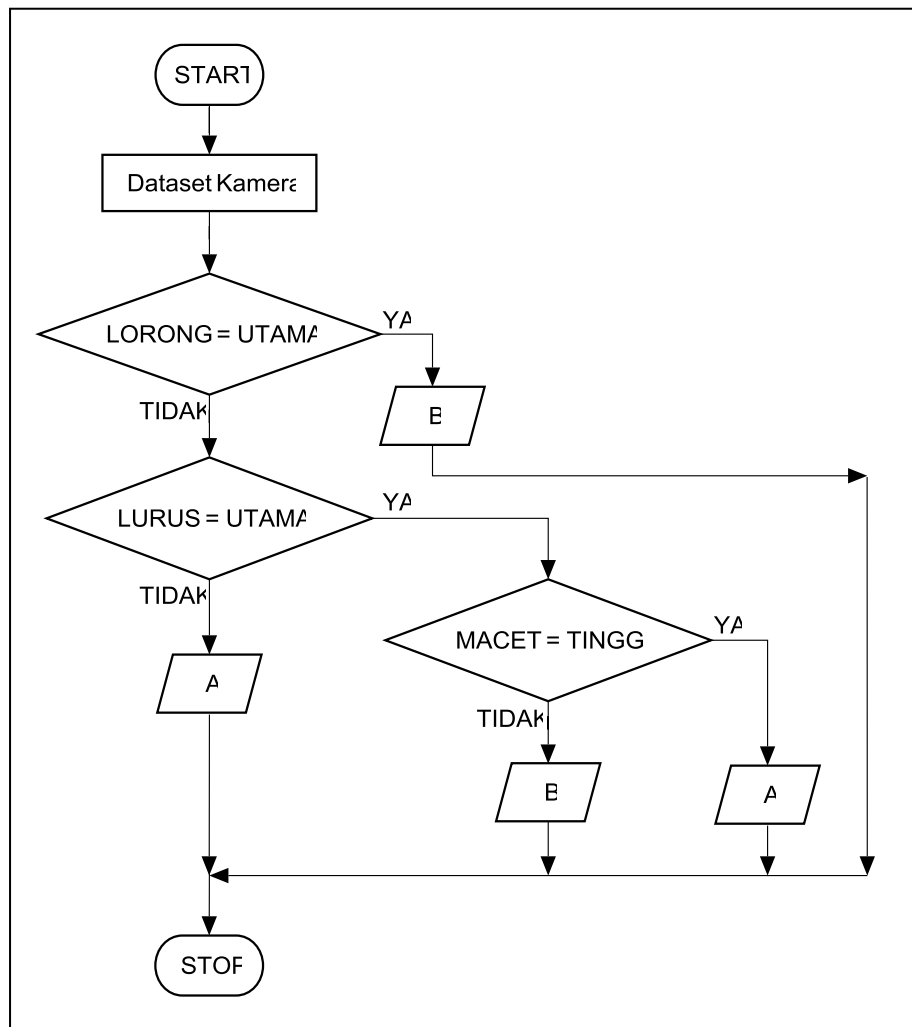 START
Dataset Kamera
LORONG = UTAMA
YA
TIDAK
B
LURUS = UTAMA
YA
TIDAK
MACET = TINGG
YA
A
TIDAK
B
A
STOP